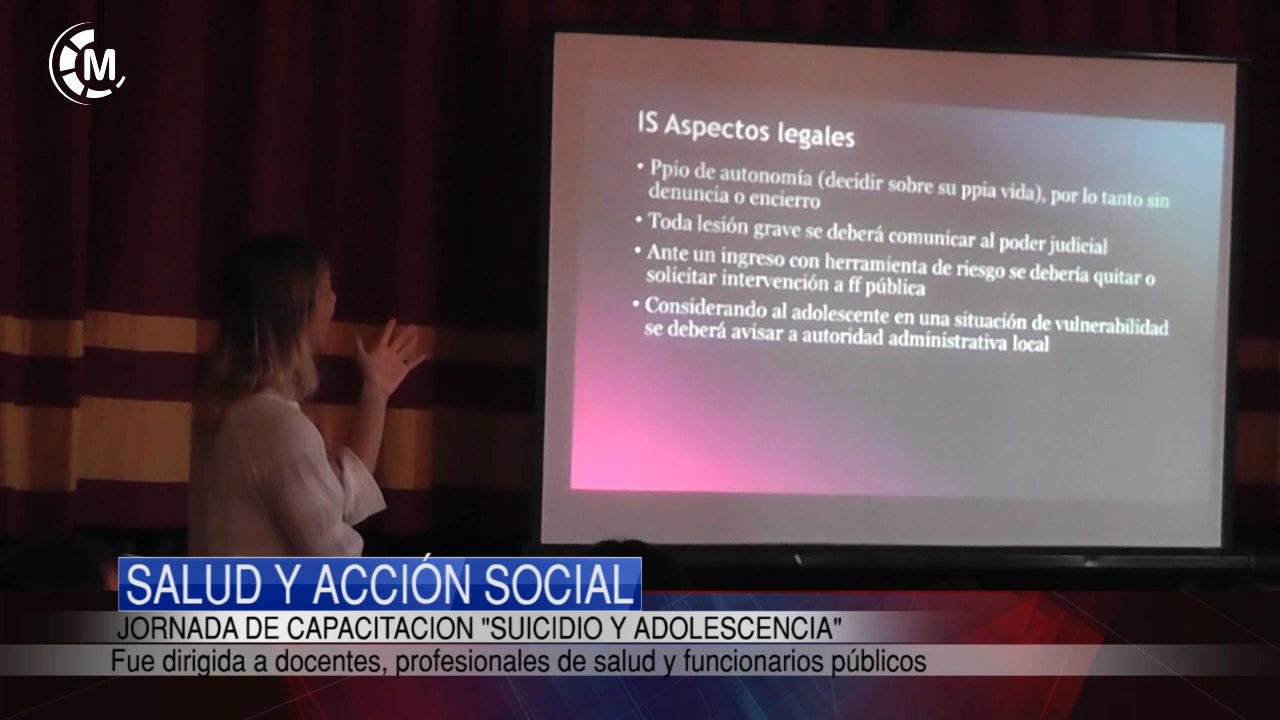 M
IS Aspectos legales
• Ppio de autonomía (decidir sobre su ppia vida), por lo tanto sin
denuncia o encierro
• Toda lesión grave se deberá comunicar al poder judicial
• Ante un ingreso con herramienta de riesgo se debería quitar o
solicitar intervención a ff pública
• Considerando al adolescente en una situación de vulnerabilidad
se deberá avisar a autoridad administrativa local
SALUD Y ACCIÓN SOCIAL
JORNADA DE CAPACITACION "SUICIDIO Y ADOLESCENCIA"
Fue dirigida a docentes, profesionales de salud y funcionarios públicos